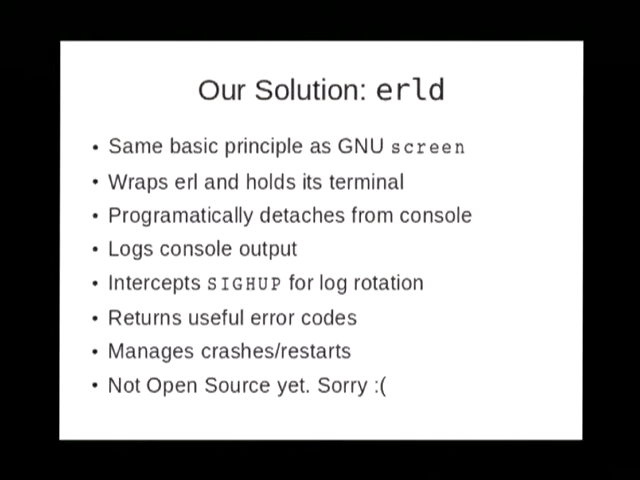 Our Solution: erld
• Same basic principle as GNU screen
• Wraps erl and holds its terminal
• Programatically detaches from console
• Logs console output
• Intercepts SIGHUP for log rotation
• Returns useful error codes
• Manages crashes/restarts
• Not Open Source yet. Sorry :(